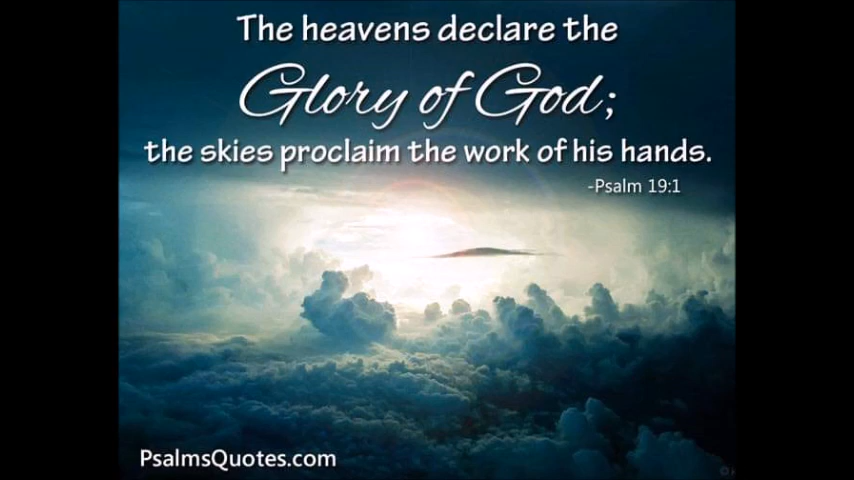 The heavens declare the
Glory of God;
the skies proclaim the work of his hands.
-Psalm 19:1
PsalmsQuotes.com